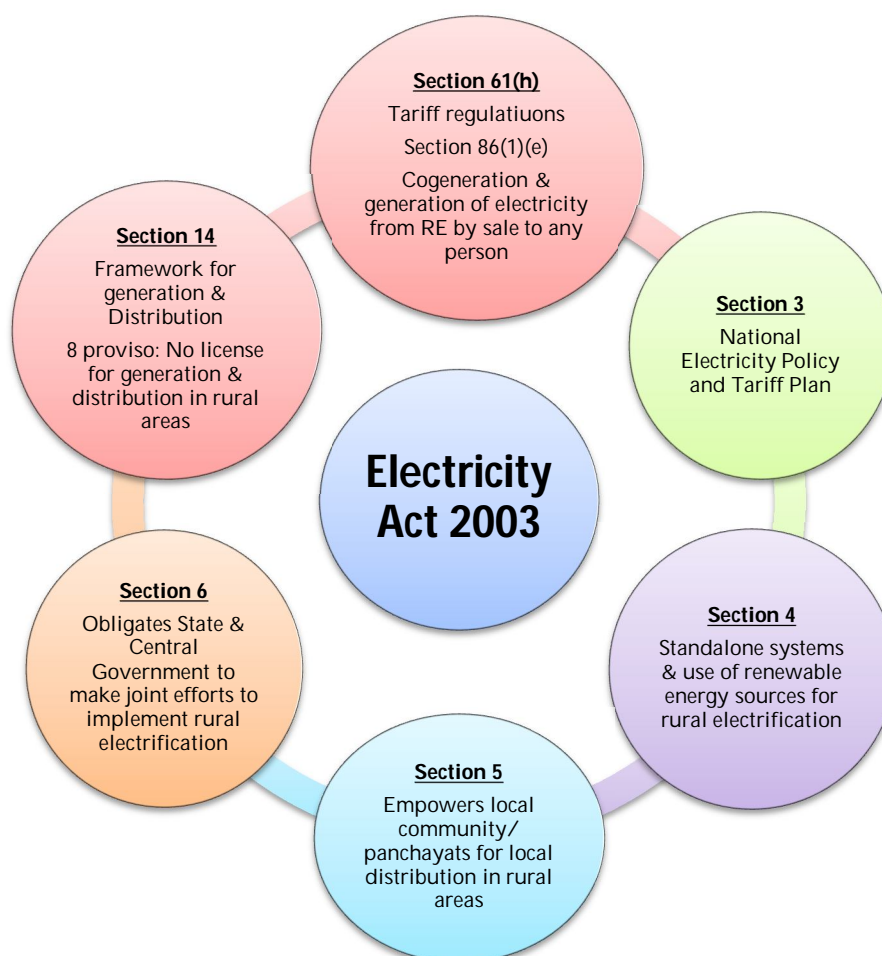 Section 61(h)
Tariff regulatiuons
Section 86(1)(e)
Cogeneration &
generation of electricity
from RE by sale to any
person
Section 3
National
Electricity Policy
and Tariff Plan
Section 4
Standalone systems
& use of renewable
energy sources for
rural electrification
Section 5
Empowers local
community/
panchayats for local
distribution in rural
areas
Section 6
Obligates State &
Central
Government to
make joint efforts to
implement rural
electrification
Section 14
Framework for
generation &
Distribution
8 proviso: No license
for generation &
distribution in rural
areas
Electricity
Act 2003